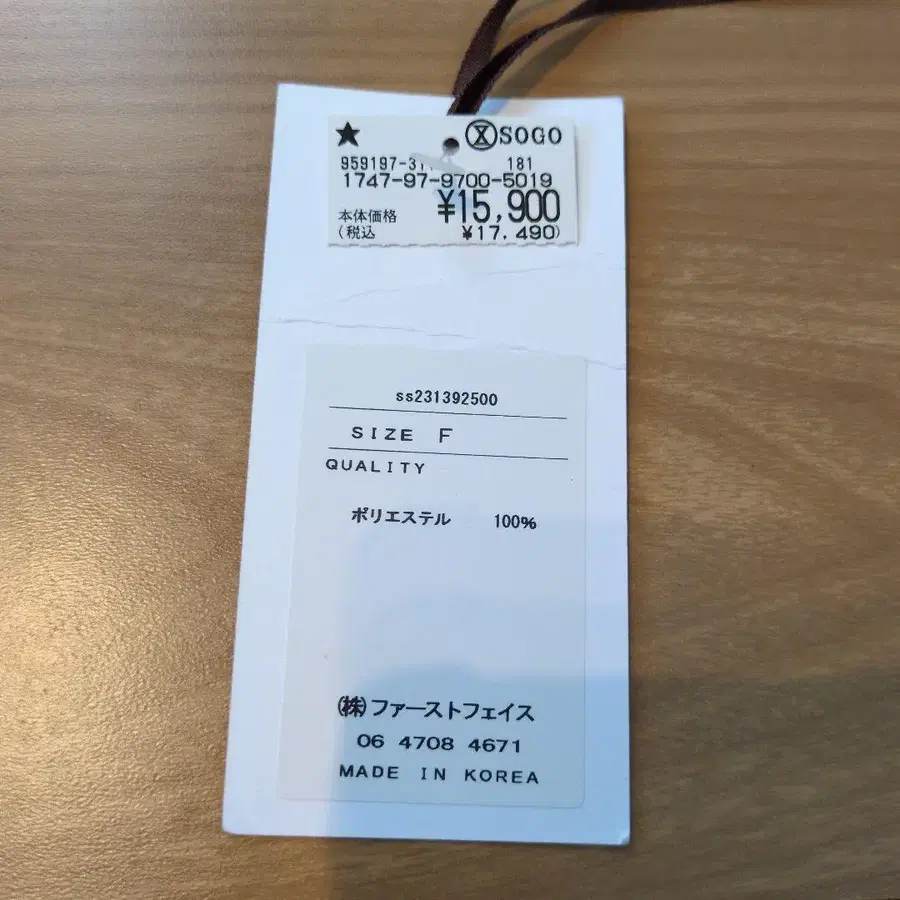 ★ SOGO
181
1747-97-9700-5019
本体価格 ¥15,900
(税込 ¥17,490)
ss231392500
SIZE F
QUALITY
ポリエステル 100%
(株)ファーストフェイス
06 4708 4671
MADE IN KOREA